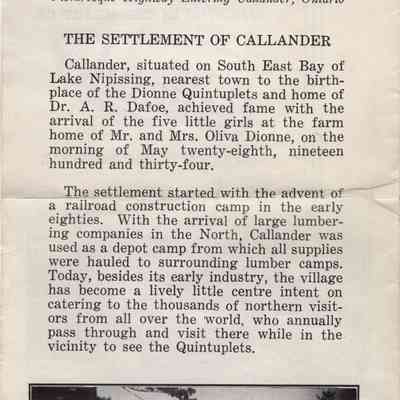 Picturesque Highway Entering Callander, Ontario
THE SETTLEMENT OF CALLANDER
Callander, situated on South East Bay of
Lake Nipissing, nearest town to the birth-
place of the Dionne Quintuplets and home of
Dr. A. R. Dafoe, achieved fame with the
arrival of the five little girls at the farm
home of Mr. and Mrs. Oliva Dionne, on the
morning of May twenty-eighth, nineteen
hundred and thirty-four.
The settlement started with the advent of
a railroad construction camp in the early
eighties. With the arrival of large lumber-
ing companies in the North, Callander was
used as a depot camp from which all supplies
were hauled to surrounding lumber camps.
Today, besides its early industry, the village
has become a lively little centre intent on
catering to the thousands of northern visit-
ors from all over the world, who annually
pass through and visit there while in the
vicinity to see the Quintuplets.